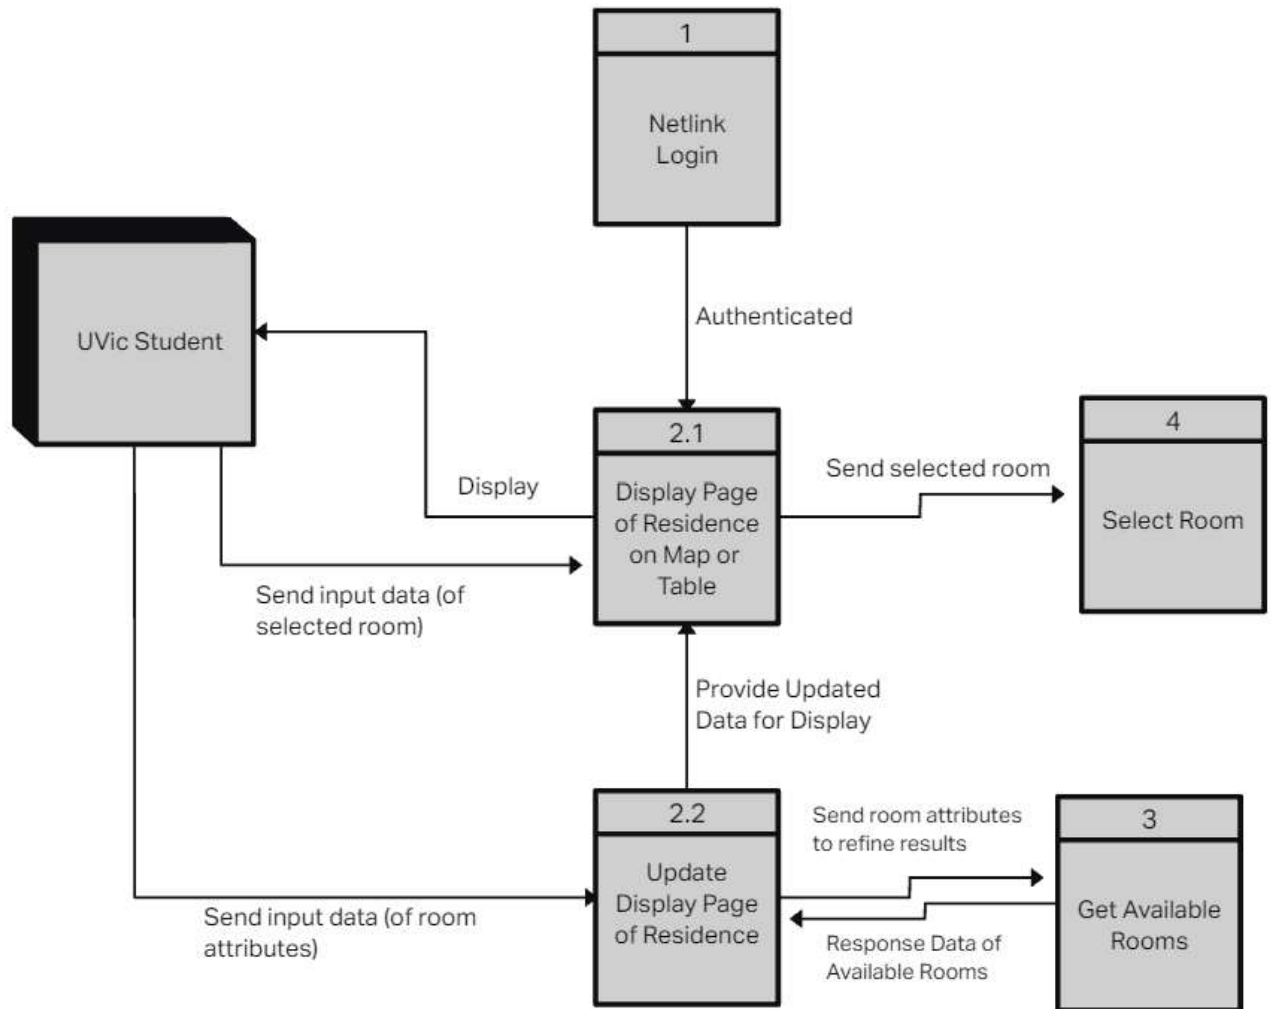 1
Netlink
Login
UVic Student
Authenticated
2.1
Display Page
of Residence
on Map or
Table
Display
Send input data (of
selected room)
Send selected room
4
Select Room
Provide Updated
Data for Display
2.2
Update
Display Page
of Residence
Send input data (of room
attributes)
Send room attributes
to refine results
3
Get Available
Rooms
Response Data of
Available Rooms